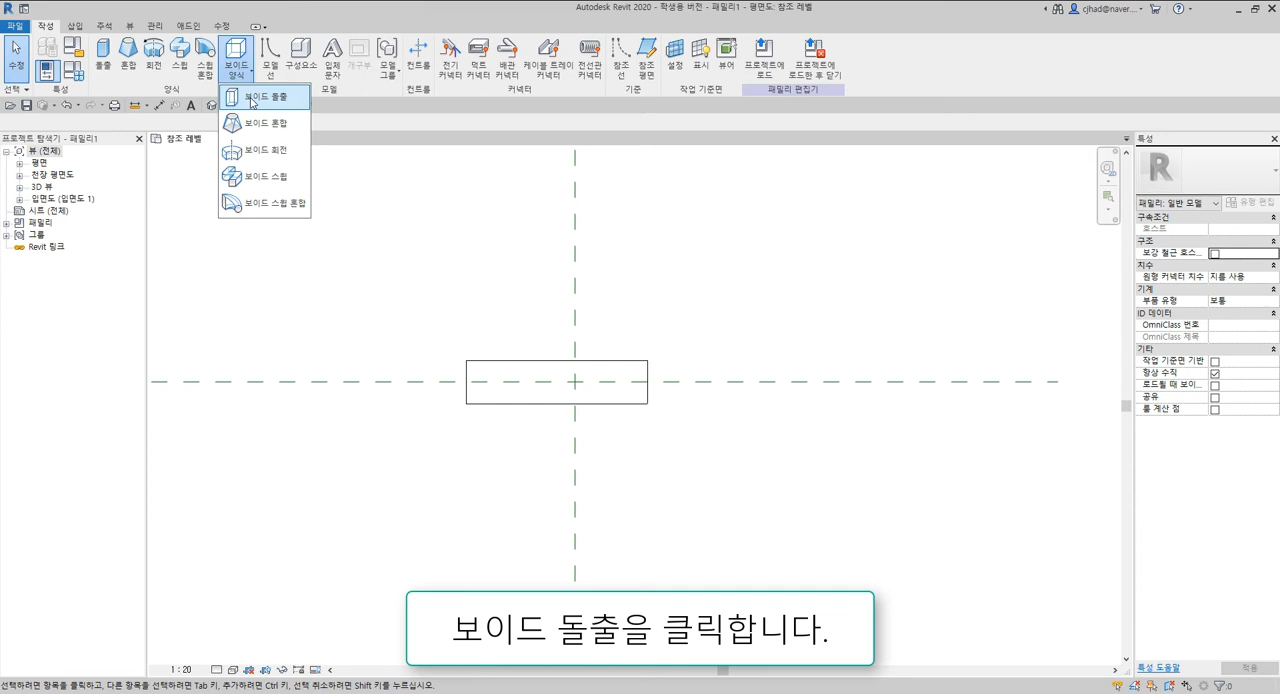 Autodesk Revit 2020 - 학생용 버전 - 패밀리1 - 평면도: 참조 레벨
cjhad@naver....
파일 작성 삽입 주석 뷰 관리 애드인 수정
수정
돌출 혼합 회전 스윕 스윕 혼합
보이드 양식
모델 선 구성요소 입체 문자 개구부 모델 그룹
컨트롤
전기 커넥터 덕트 커넥터 배관 커넥터 케이블 트레이 커넥터 전선관 커넥터
참조 선 참조 평면
설정 표시 뷰어
프로젝트에 로드 프로젝트에 로드한 후 닫기
선택 특성 양식 모델 컨트롤 커넥터 기준 작업 기준면 패밀리 편집기
보이드 돌출
보이드 혼합
보이드 회전
보이드 스윕
보이드 스윕 혼합
프로젝트 탐색기 - 패밀리1
뷰 (전체)
평면
천장 평면도
3D 뷰
입면도 (입면도 1)
시트 (전체)
패밀리
그룹
Revit 링크
참조 레벨
특성
패밀리: 일반 모델
유형 편집
구속조건
호스트
구조
보강 철근 호스...
치수
원형 커넥터 치수 지름 사용
기계
부품 유형 보통
ID 데이터
OmniClass 번호
OmniClass 제목
기타
작업 기준면 기반
항상 수직
로드될 때 보이...
공유
룸 계산 점
특성 도움말
적용
보이드 돌출을 클릭합니다.
1 : 20
선택하려면 항목을 클릭하고, 다른 항목을 선택하려면 Tab 키, 추가하려면 Ctrl 키, 선택 취소하려면 Shift 키를 누르십시오.
:0